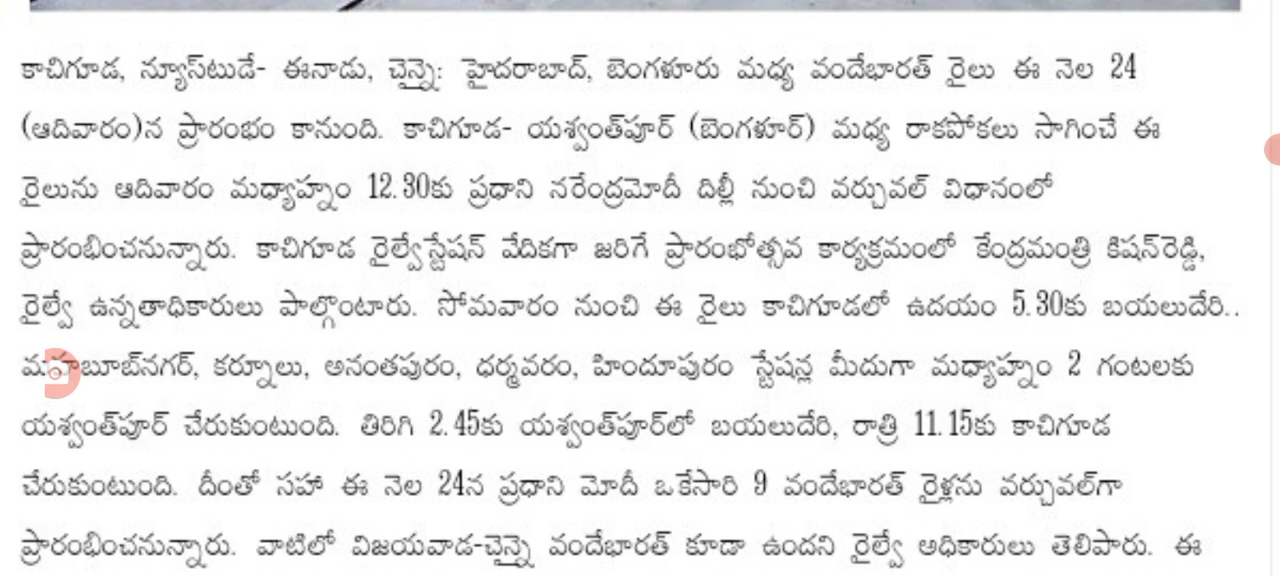 కాచిగూడ, న్యూస్‌టుడే- ఈనాడు, చెన్నై: హైదరాబాద్, బెంగళూరు మధ్య వందేభారత్ రైలు ఈ నెల 24
(ఆదివారం)న ప్రారంభం కానుంది. కాచిగూడ- యశ్వంత్‌పూర్ (బెంగళూర్) మధ్య రాకపోకలు సాగించే ఈ
రైలును ఆదివారం మధ్యాహ్నం 12.30కు ప్రధాని నరేంద్రమోదీ దిల్లీ నుంచి వర్చువల్ విధానంలో
ప్రారంభించనున్నారు. కాచిగూడ రైల్వేస్టేషన్ వేదికగా జరిగే ప్రారంభోత్సవ కార్యక్రమంలో కేంద్రమంత్రి కిషన్‌రెడ్డి,
రైల్వే ఉన్నతాధికారులు పాల్గొంటారు. సోమవారం నుంచి ఈ రైలు కాచిగూడలో ఉదయం 5.30కు బయలుదేరి..
మహబూబ్‌నగర్, కర్నూలు, అనంతపురం, ధర్మవరం, హిందూపురం స్టేషన్ల మీదుగా మధ్యాహ్నం 2 గంటలకు
యశ్వంత్‌పూర్ చేరుకుంటుంది. తిరిగి 2.45కు యశ్వంత్‌పూర్‌లో బయలుదేరి, రాత్రి 11.15కు కాచిగూడ
చేరుకుంటుంది. దీంతో సహా ఈ నెల 24న ప్రధాని మోదీ ఒకేసారి 9 వందేభారత్ రైళ్లను వర్చువల్‌గా
ప్రారంభించనున్నారు. వాటిలో విజయవాడ-చైన్నై వందేభారత్ కూడా ఉందని రైల్వే అధికారులు తెలిపారు. ఈ